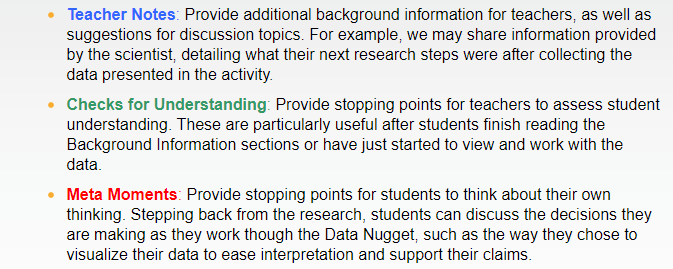 Teacher Notes: Provide additional background information for teachers, as well as
suggestions for discussion topics. For example, we may share information provided
by the scientist, detailing what their next research steps were after collecting the
data presented in the activity.
Checks for Understanding: Provide stopping points for teachers to assess student
understanding. These are particularly useful after students finish reading the
Background Information sections or have just started to view and work with the
data.
Meta Moments: Provide stopping points for students to think about their own
thinking. Stepping back from the research, students can discuss the decisions they
are making as they work though the Data Nugget, such as the way they chose to
visualize their data to ease interpretation and support their claims.